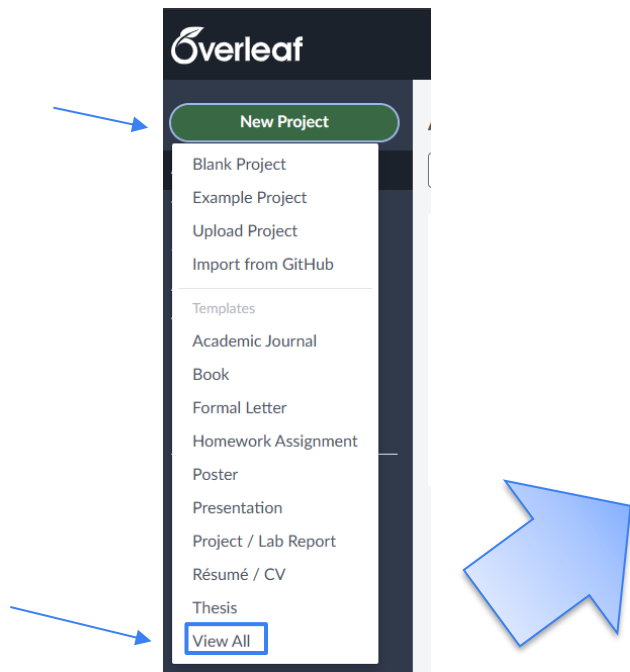 Overleaf
New Project
Blank Project
Example Project
Upload Project
Import from GitHub
Templates
Academic Journal
Book
Formal Letter
Homework Assignment
Poster
Presentation
Project / Lab Report
Résumé / CV
Thesis
View All